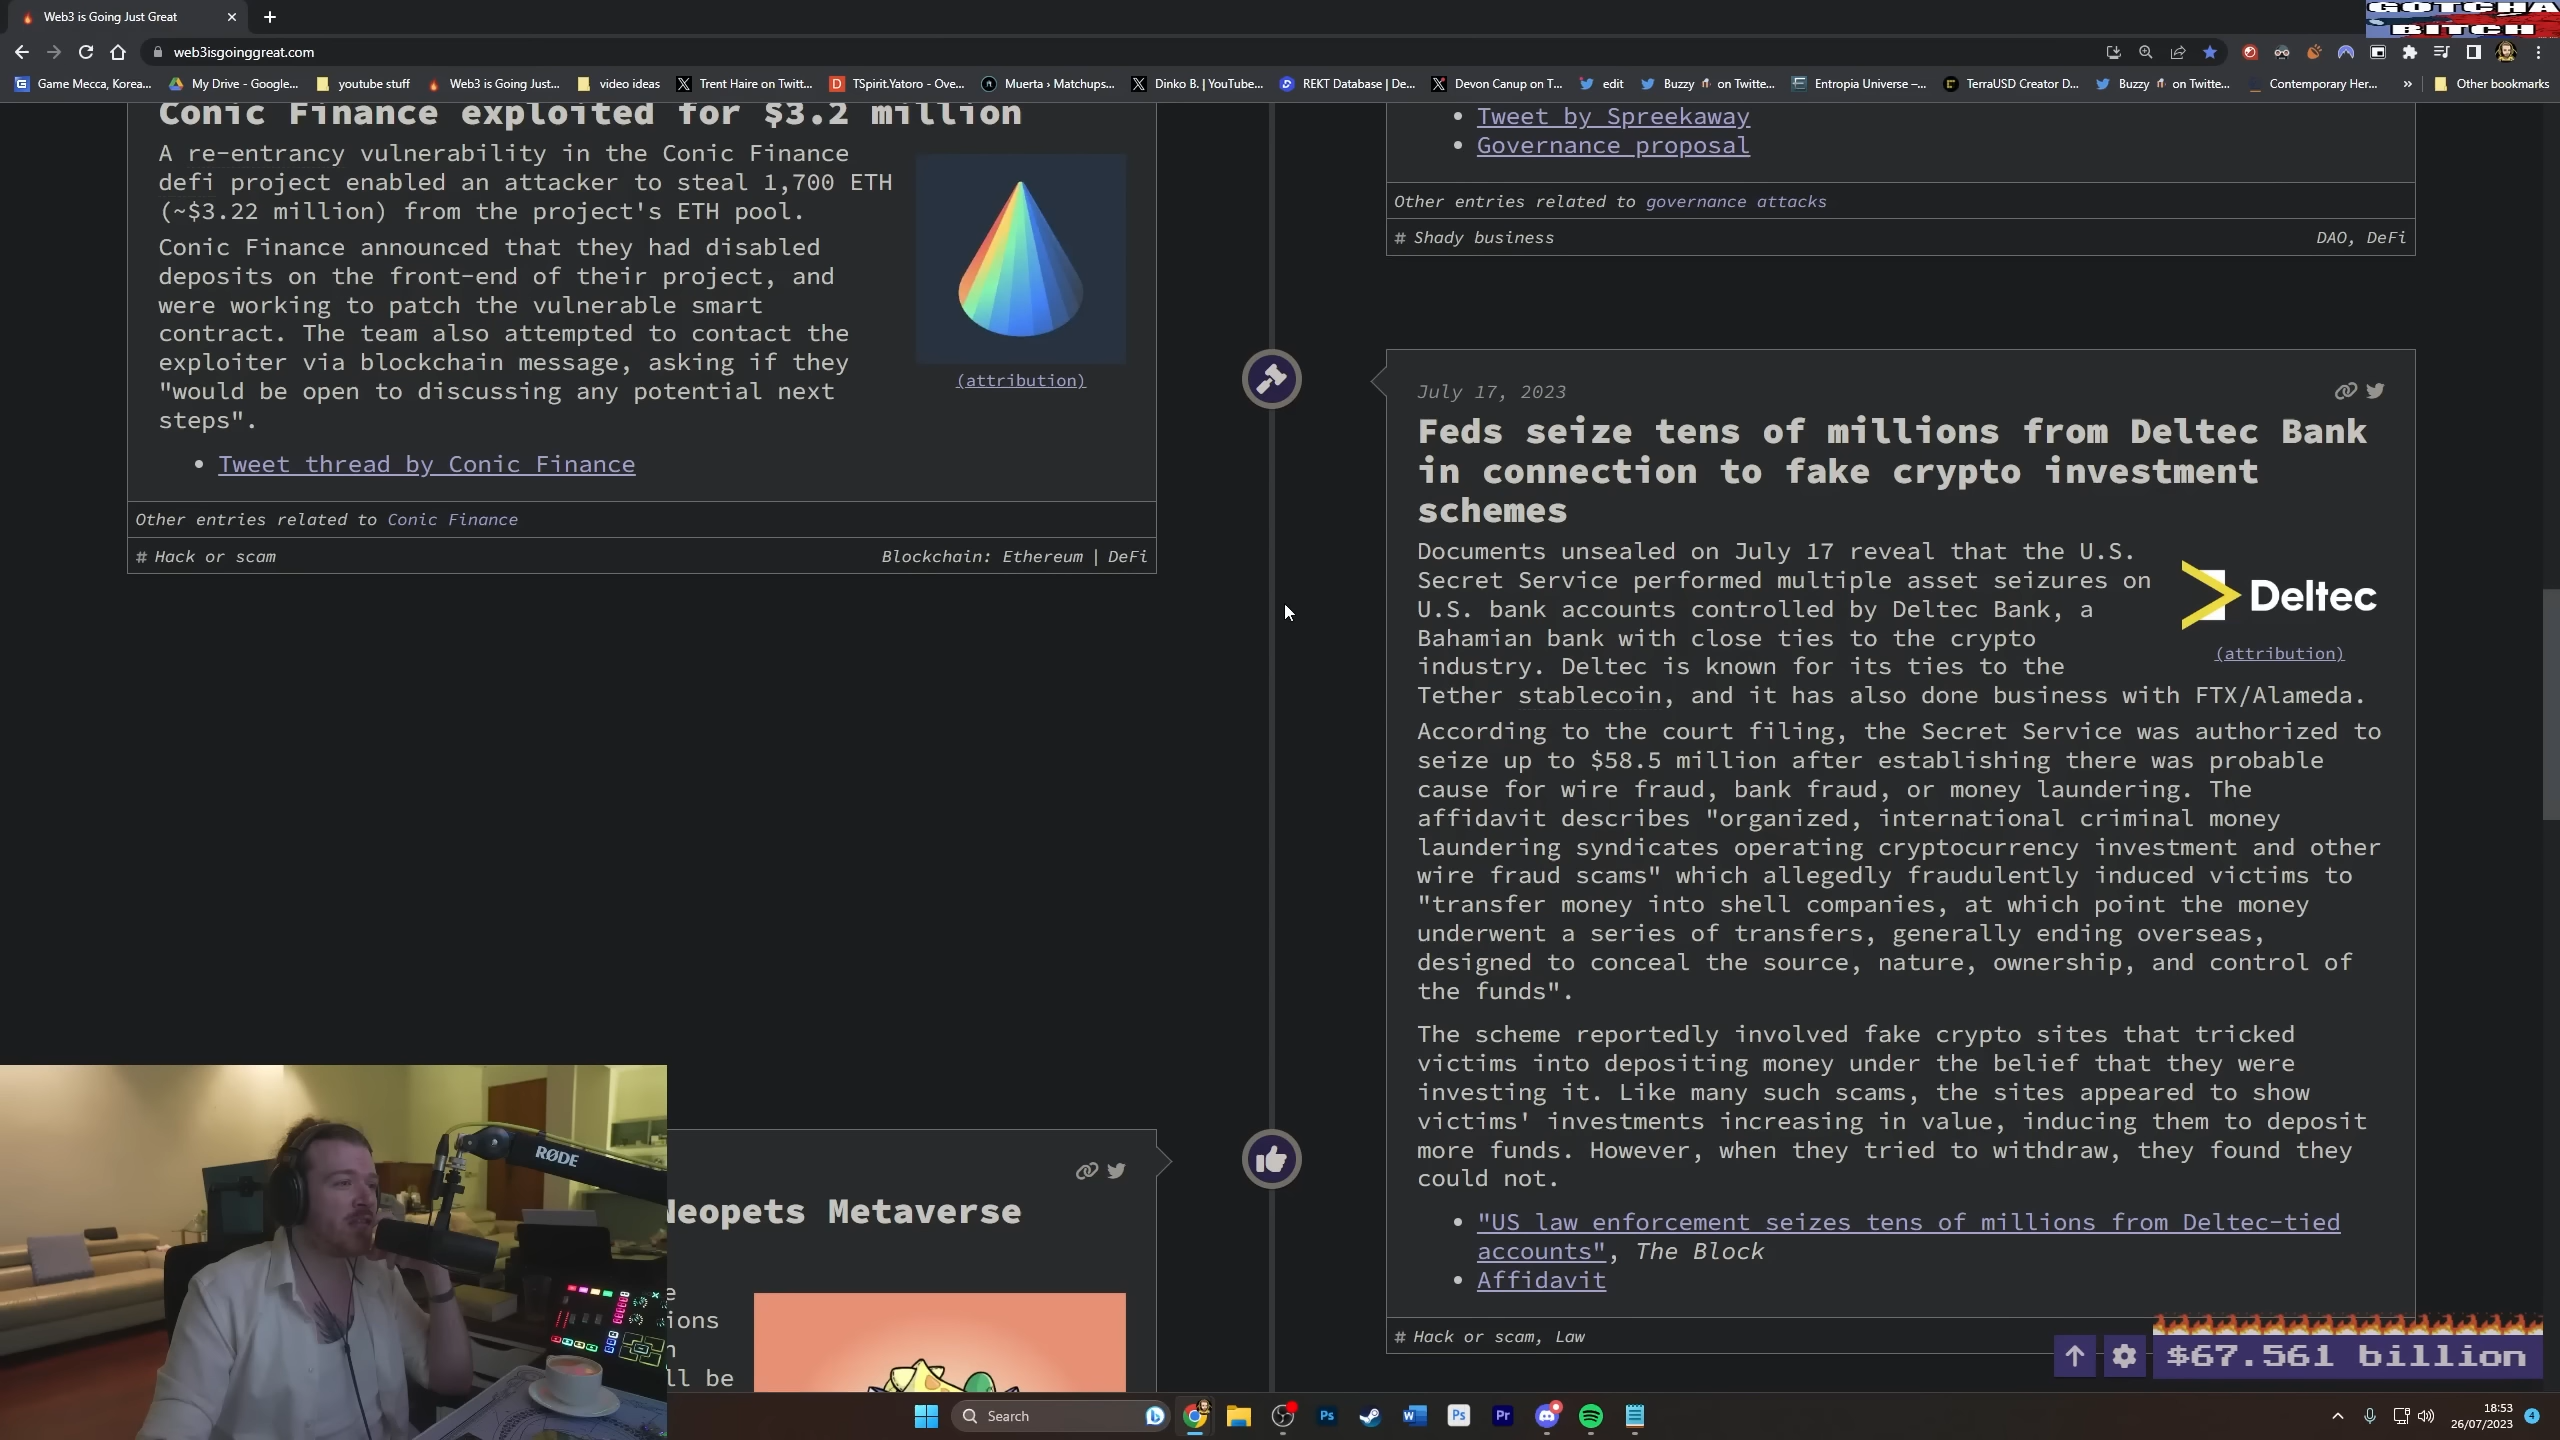 Web3 is Going Just Great
GOTCHA
BITCH
web3isgoinggreat.com
Game Mecca, Korea...
My Drive - Google...
youtube stuff
Web3 is Going Just...
video ideas
Trent Haire on Twitt...
TSpirit.Yatoro - Ove...
Muerta › Matchups...
Dinko B. | YouTube...
REKT Database | De...
Devon Canup on T...
edit
Buzzy on Twitte...
Entropia Universe –...
TerraUSD Creator D...
Buzzy on Twitte...
Contemporary Her...
»
Other bookmarks
Conic Finance exploited for $3.2 million
A re-entrancy vulnerability in the Conic Finance
defi project enabled an attacker to steal 1,700 ETH
(~$3.22 million) from the project's ETH pool.
Conic Finance announced that they had disabled
deposits on the front-end of their project, and
were working to patch the vulnerable smart
contract. The team also attempted to contact the
exploiter via blockchain message, asking if they
"would be open to discussing any potential next
steps".
(attribution)
• Tweet thread by Conic Finance
Other entries related to Conic Finance
# Hack or scam
Blockchain: Ethereum | DeFi
• Tweet by Spreekaway
• Governance proposal
Other entries related to governance attacks
# Shady business
DAO, DeFi
July 17, 2023
Feds seize tens of millions from Deltec Bank
in connection to fake crypto investment
schemes
Documents unsealed on July 17 reveal that the U.S.
Secret Service performed multiple asset seizures on
U.S. bank accounts controlled by Deltec Bank, a
Bahamian bank with close ties to the crypto
industry. Deltec is known for its ties to the
Tether stablecoin, and it has also done business with FTX/Alameda.
Deltec
(attribution)
According to the court filing, the Secret Service was authorized to
seize up to $58.5 million after establishing there was probable
cause for wire fraud, bank fraud, or money laundering. The
affidavit describes "organized, international criminal money
laundering syndicates operating cryptocurrency investment and other
wire fraud scams" which allegedly fraudulently induced victims to
"transfer money into shell companies, at which point the money
underwent a series of transfers, generally ending overseas,
designed to conceal the source, nature, ownership, and control of
the funds".
The scheme reportedly involved fake crypto sites that tricked
victims into depositing money under the belief that they were
investing it. Like many such scams, the sites appeared to show
victims' investments increasing in value, inducing them to deposit
more funds. However, when they tried to withdraw, they found they
could not.
• "US law enforcement seizes tens of millions from Deltec-tied
accounts", The Block
• Affidavit
# Hack or scam, Law
Neopets Metaverse
e
ions
n
ll be
RØDE
$67.561 billion
Search
Ps
W
Ps
Pr
18:53
26/07/2023
4